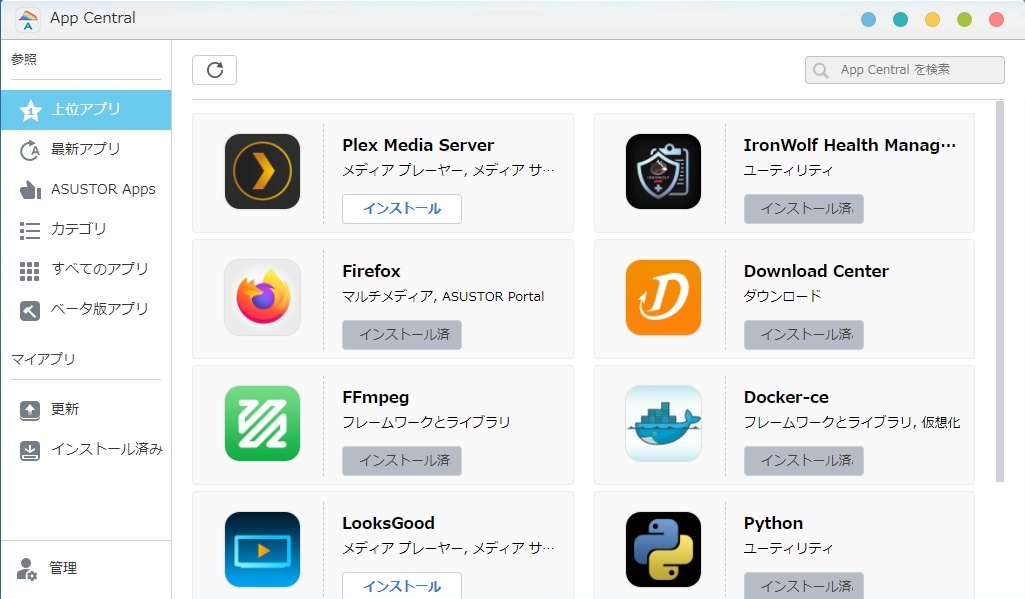 App Central
参照
上位アプリ
最新アプリ
ASUSTOR Apps
カテゴリ
すべてのアプリ
ベータ版アプリ
マイアプリ
更新
インストール済み
管理
App Central を検索
Plex Media Server
メディア プレーヤー, メディア サ…
インストール
IronWolf Health Manag…
ユーティリティ
インストール済
Firefox
マルチメディア, ASUSTOR Portal
インストール済
Download Center
ダウンロード
インストール済
FFmpeg
フレームワークとライブラリ
インストール済
Docker-ce
フレームワークとライブラリ, 仮想化
インストール済
LooksGood
メディア プレーヤー, メディア サ…
インストール
Python
ユーティリティ
インストール済